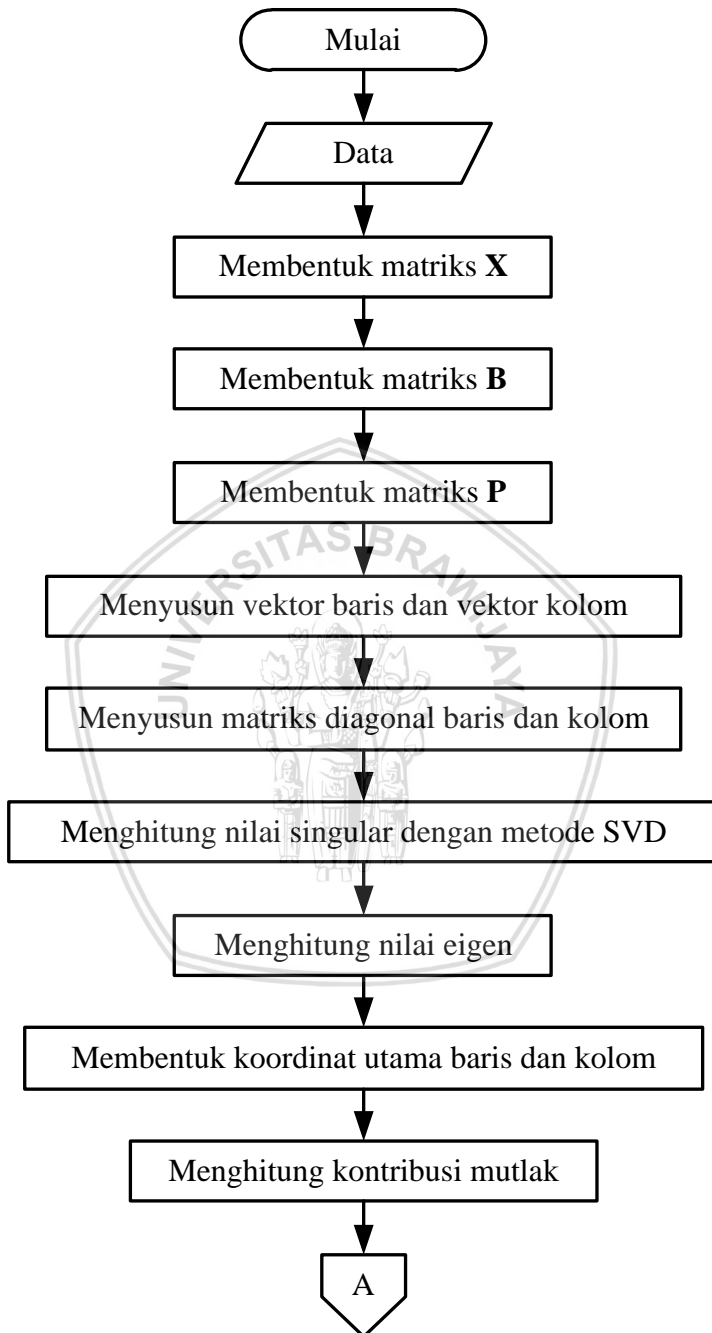 Mulai
Data
Membentuk matriks X
Membentuk matriks B
Membentuk matriks P
UNIVERSITAS BRAWIJAYA
Menyusun vektor baris dan vektor kolom
Menyusun matriks diagonal baris dan kolom
Menghitung nilai singular dengan metode SVD
Menghitung nilai eigen
Membentuk koordinat utama baris dan kolom
Menghitung kontribusi mutlak
A